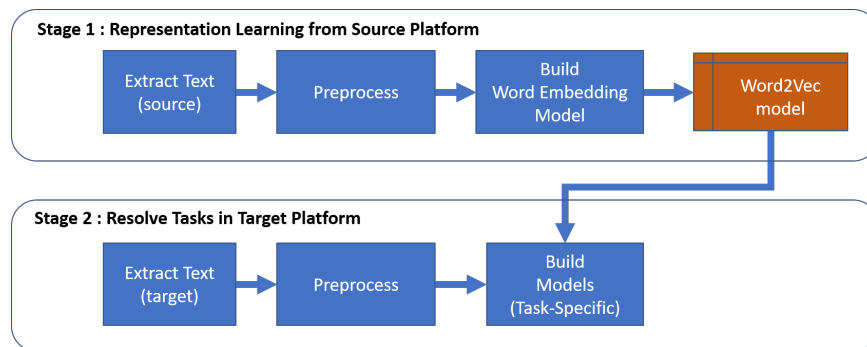 Stage 1 : Representation Learning from Source Platform
Extract Text
(source)
Preprocess
Build
Word Embedding
Model
Word2Vec
model
Stage 2 : Resolve Tasks in Target Platform
Extract Text
(target)
Preprocess
Build
Models
(Task-Specific)